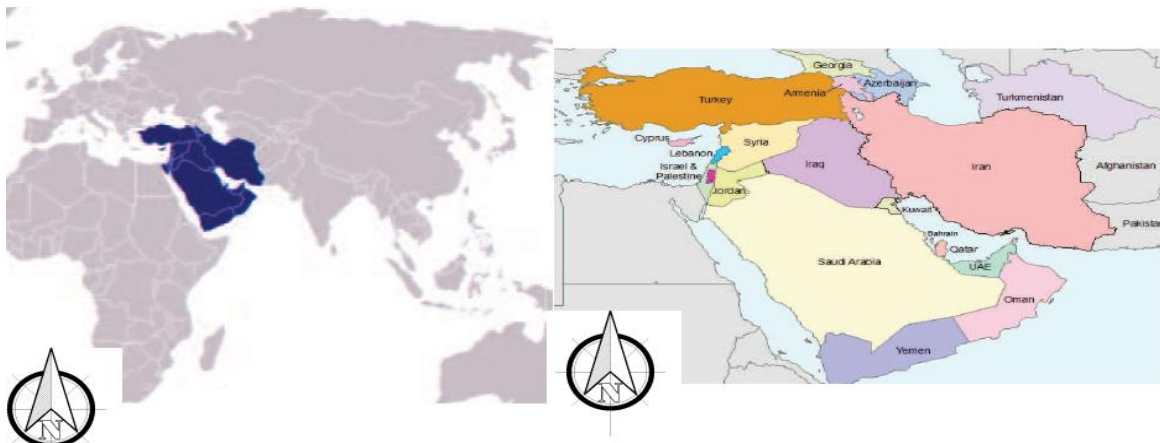 Georgia
Armenia
Azerbaijan
Turkmenistan
Turkey
Cyprus
Syria
Lebanon
Israel &
Palestine
Iraq
Iran
Afghanistan
Jordan
Kuwait
Pakistan
Bahrain
Qatar
Saudi Arabia
UAE
Oman
Yemen
N
N